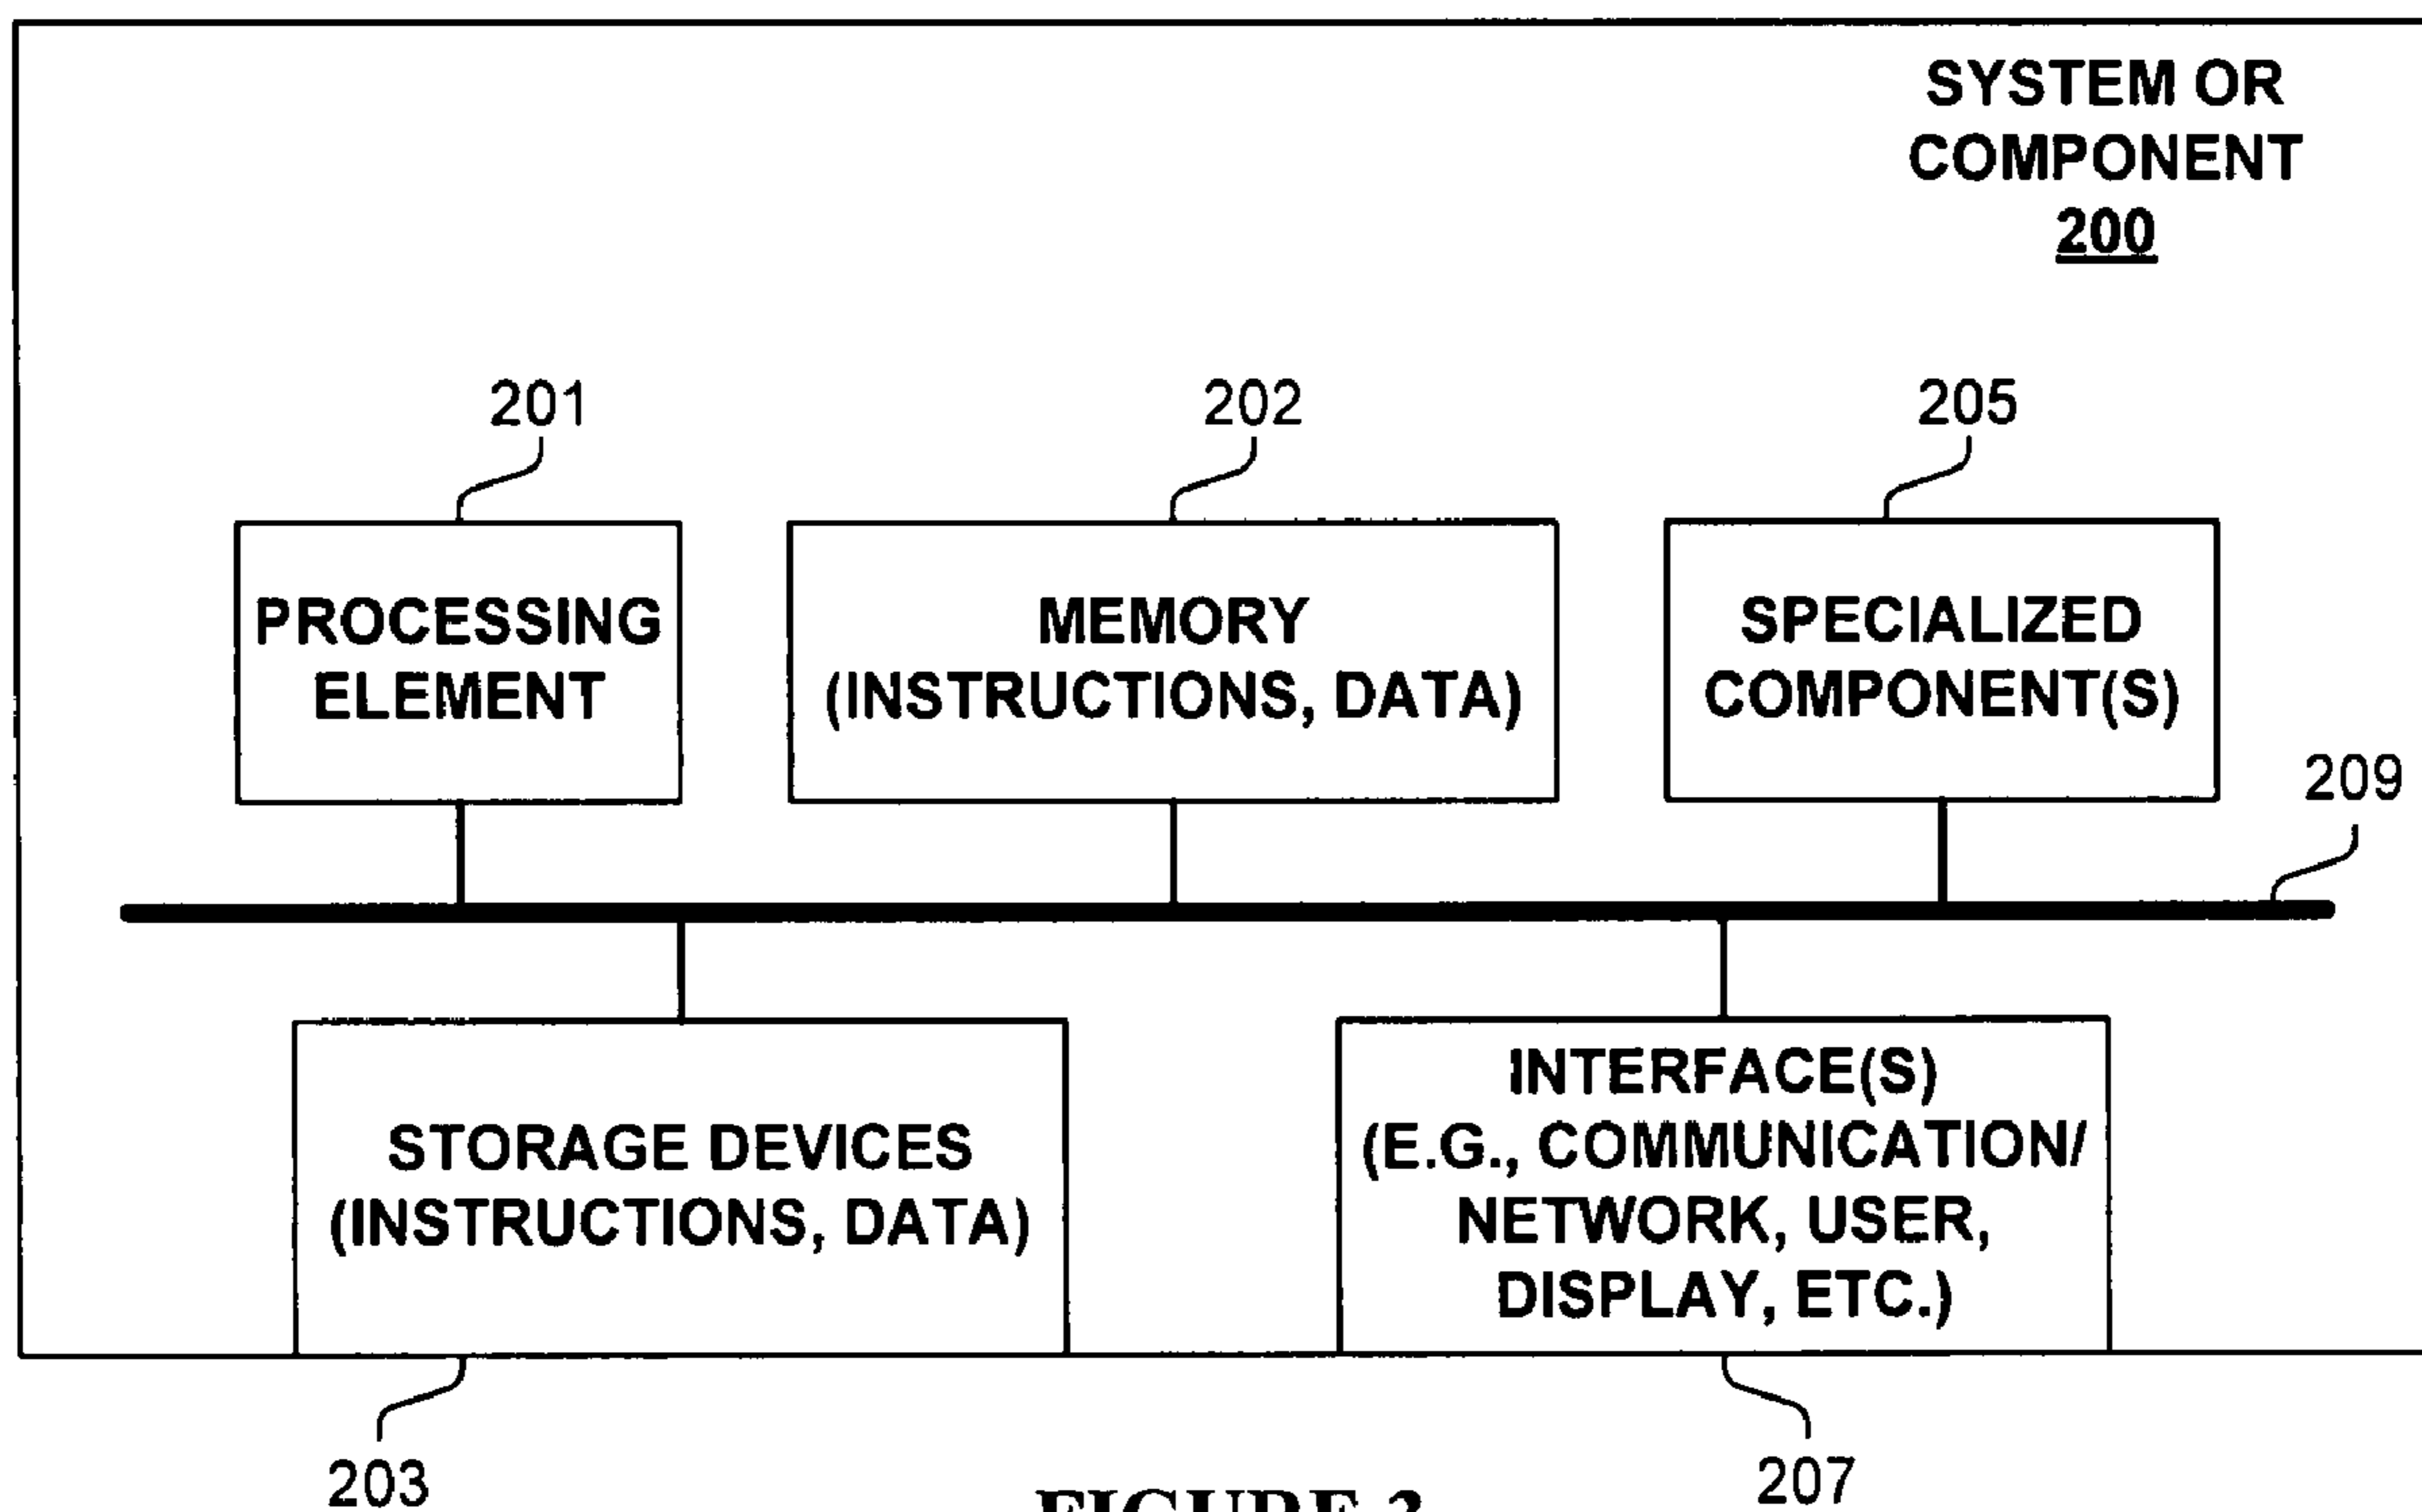 SYSTEM OR
COMPONENT
200
201
202
205
PROCESSING
ELEMENT
MEMORY
(INSTRUCTIONS, DATA)
SPECIALIZED
COMPONENT(S)
209
STORAGE DEVICES
(INSTRUCTIONS, DATA)
INTERFACE(S)
(E.G., COMMUNICATION/
NETWORK, USER,
DISPLAY, ETC.)
203
207
FIGURE